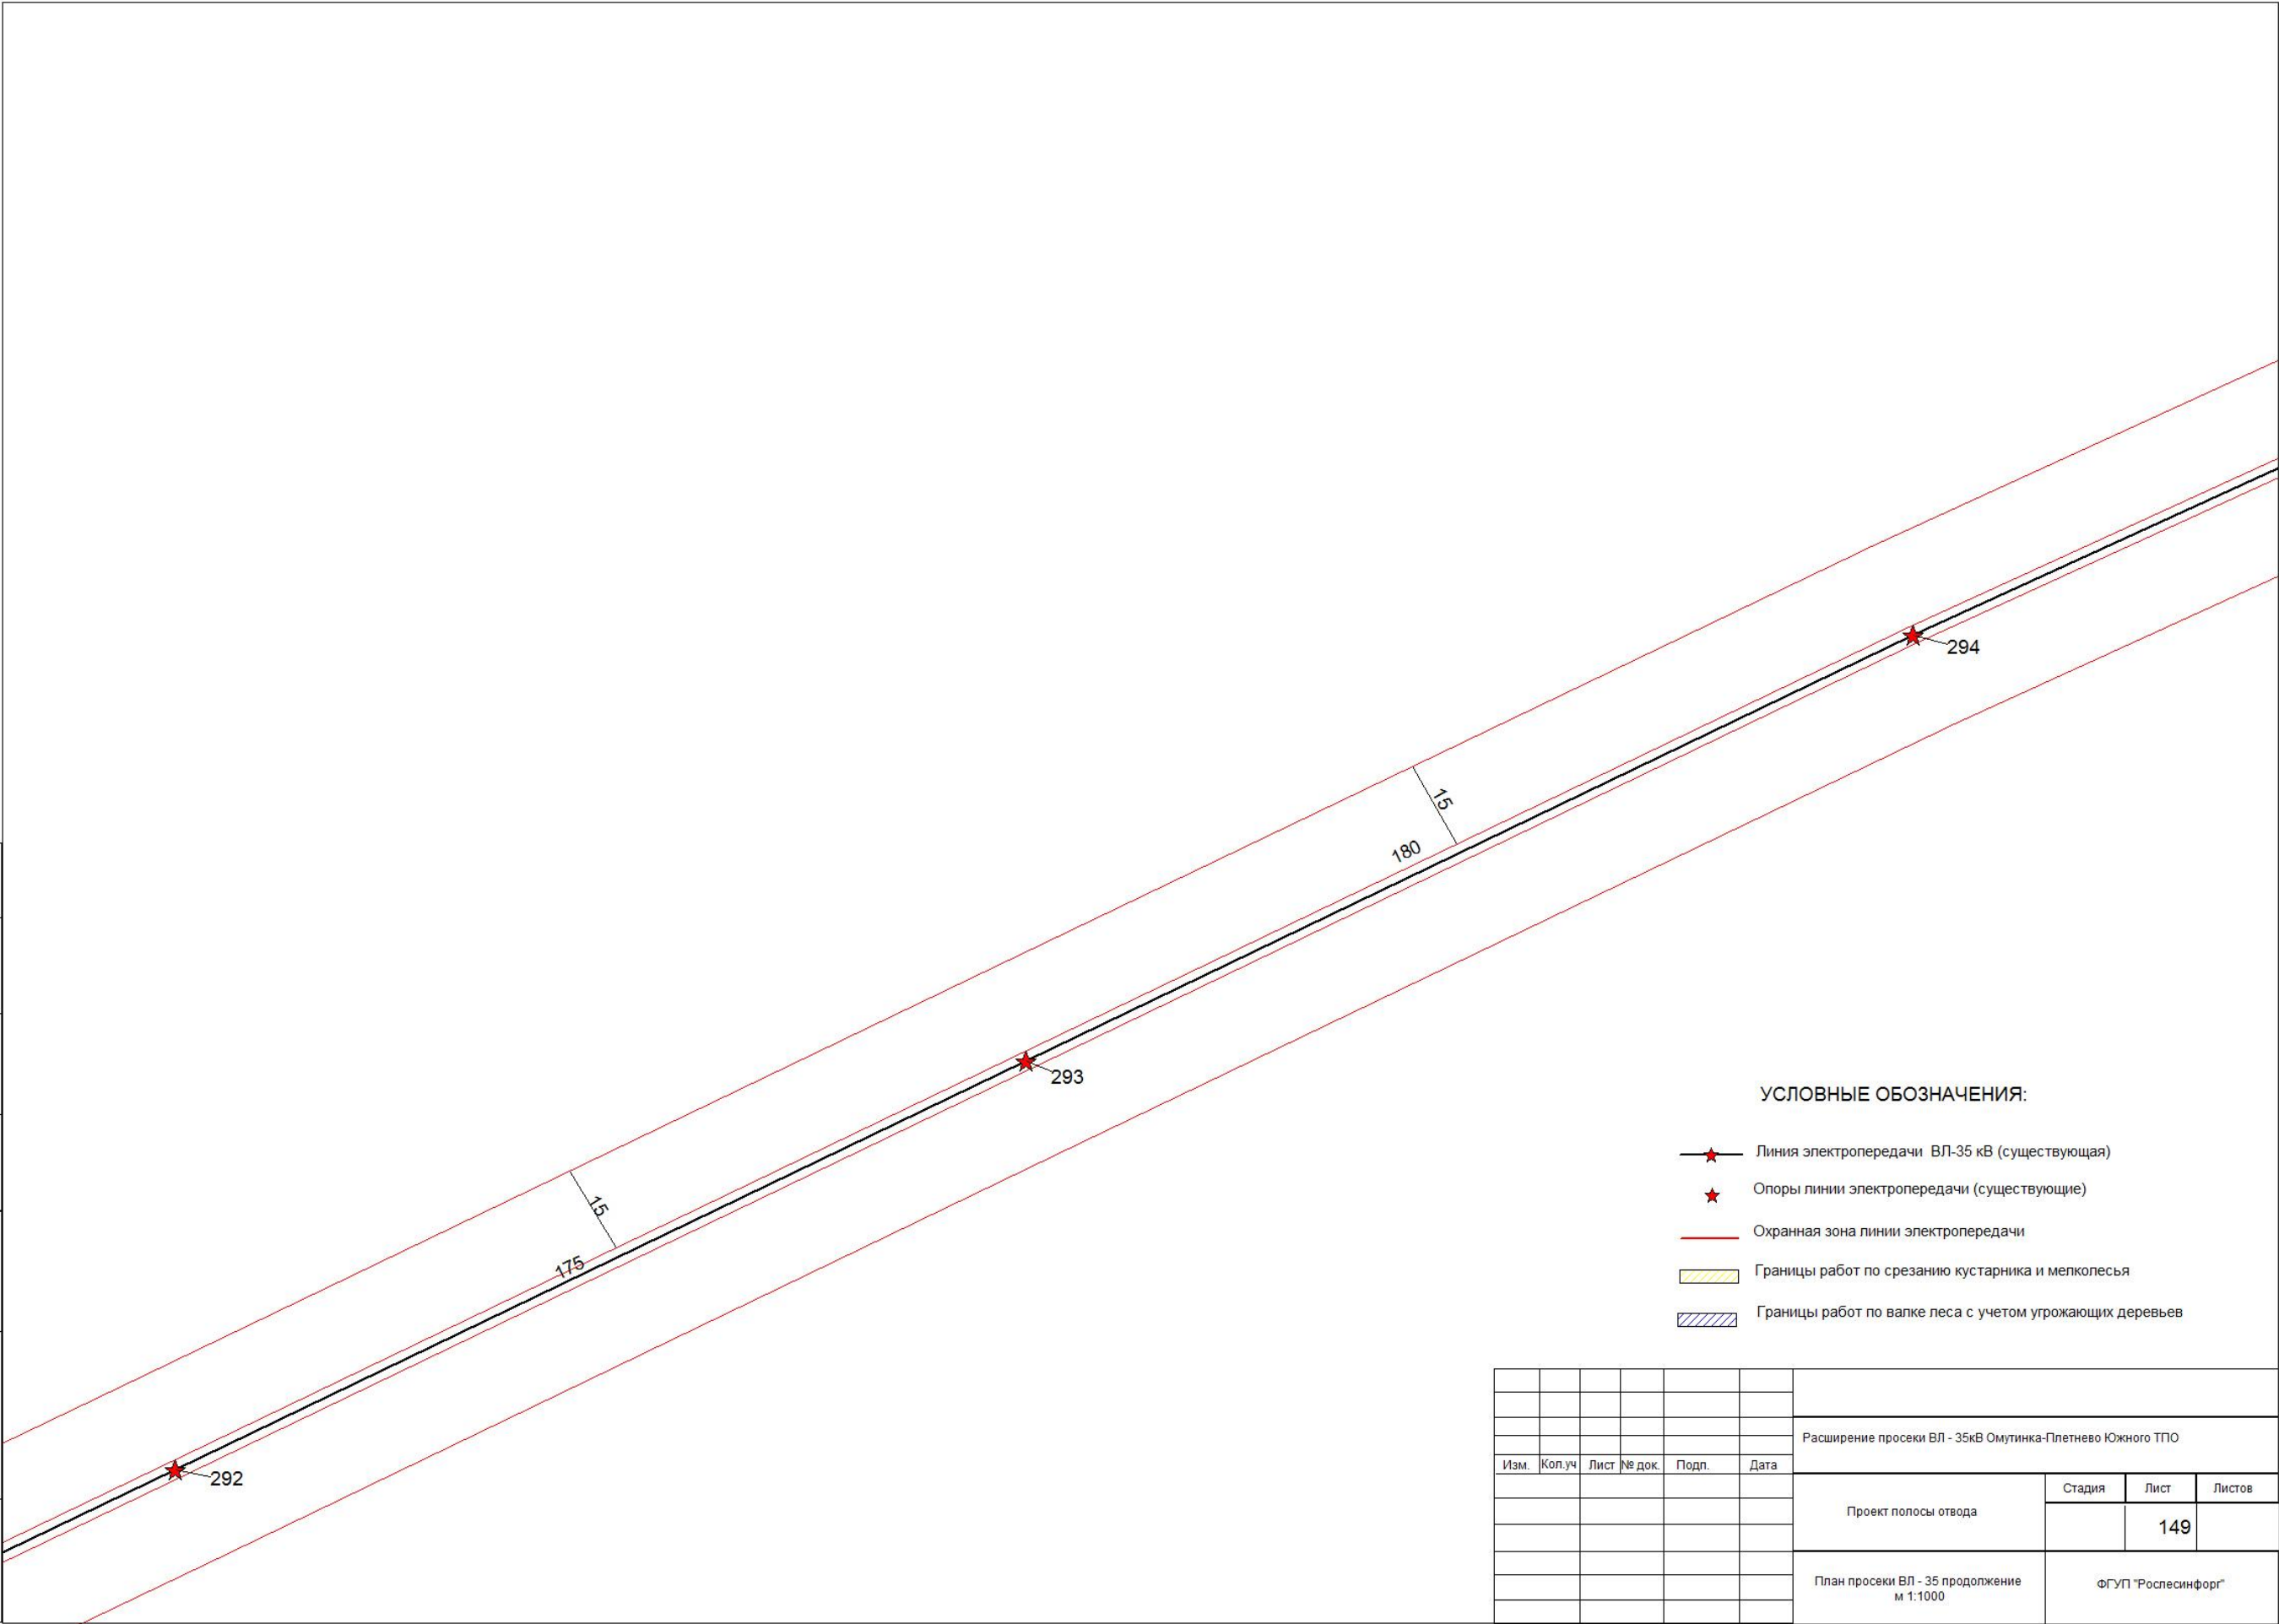 294
15
180
293
15
175
292
УСЛОВНЫЕ ОБОЗНАЧЕНИЯ:
Линия электропередачи ВЛ-35 кВ (существующая)
Опоры линии электропередачи (существующие)
Охранная зона линии электропередачи
Границы работ по срезанию кустарника и мелколесья
Границы работ по валке леса с учетом угрожающих деревьев
Расширение просеки ВЛ - 35кВ Омутинка-Плетнево Южного ТПО
Изм. Кол.уч Лист № док. Подп. Дата
Стадия Лист Листов
Проект полосы отвода
149
План просеки ВЛ - 35 продолжение
м 1:1000
ФГУП "Рослесинфорг"